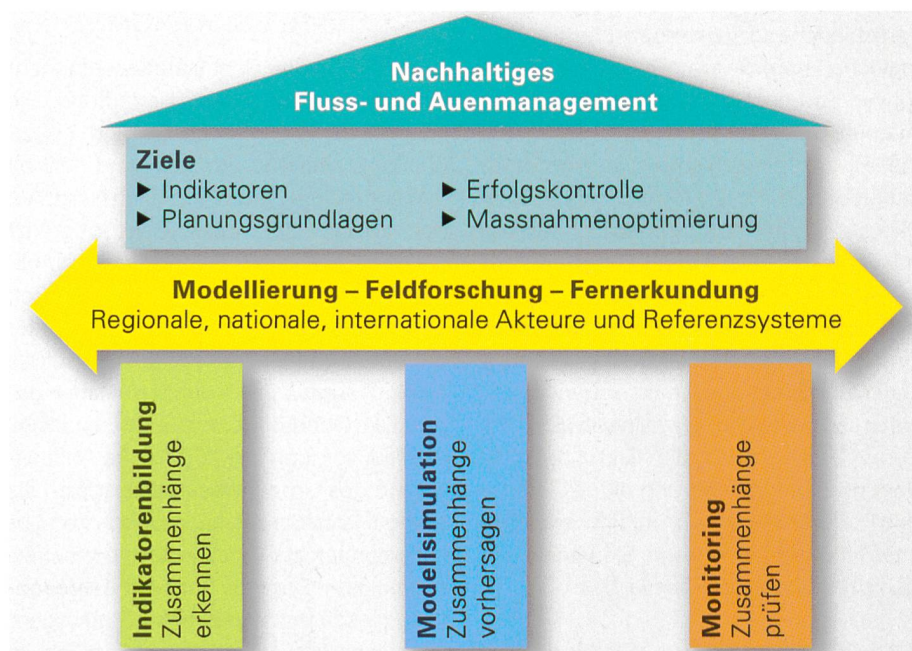 Nachhaltiges
Fluss- und Auenmanagement
Ziele
► Indikatoren
► Planungsgrundlagen
► Erfolgskontrolle
► Massnahmenoptimierung
Modellierung – Feldforschung – Fernerkundung
Regionale, nationale, internationale Akteure und Referenzsysteme
Indikatorenbildung
Zusammenhänge
erkennen
Modellsimulation
Zusammenhänge
vorhersagen
Monitoring
Zusammenhänge
prüfen